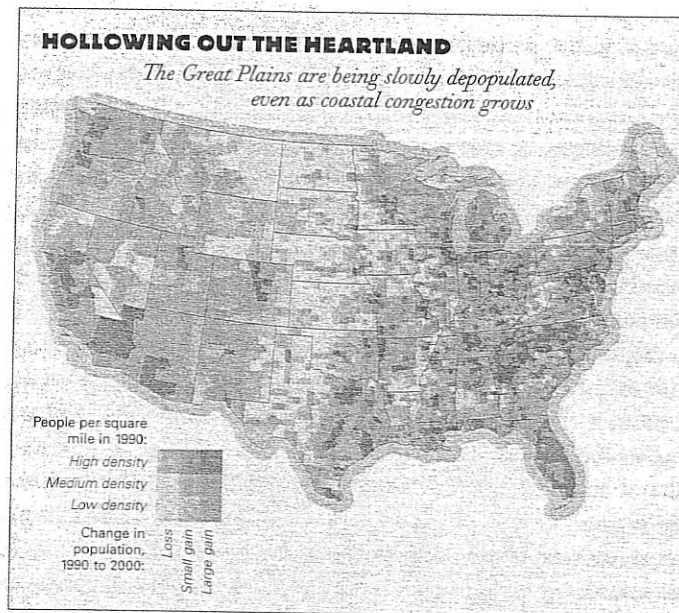 HOLLOWING OUT THE HEARTLAND
The Great Plains are being slowly depopulated,
even as coastal congestion grows
People per square
mile in 1990:
High density
Medium density
Low density
Change in
population,
1990 to 2000:
Loss
Small gain
Large gain